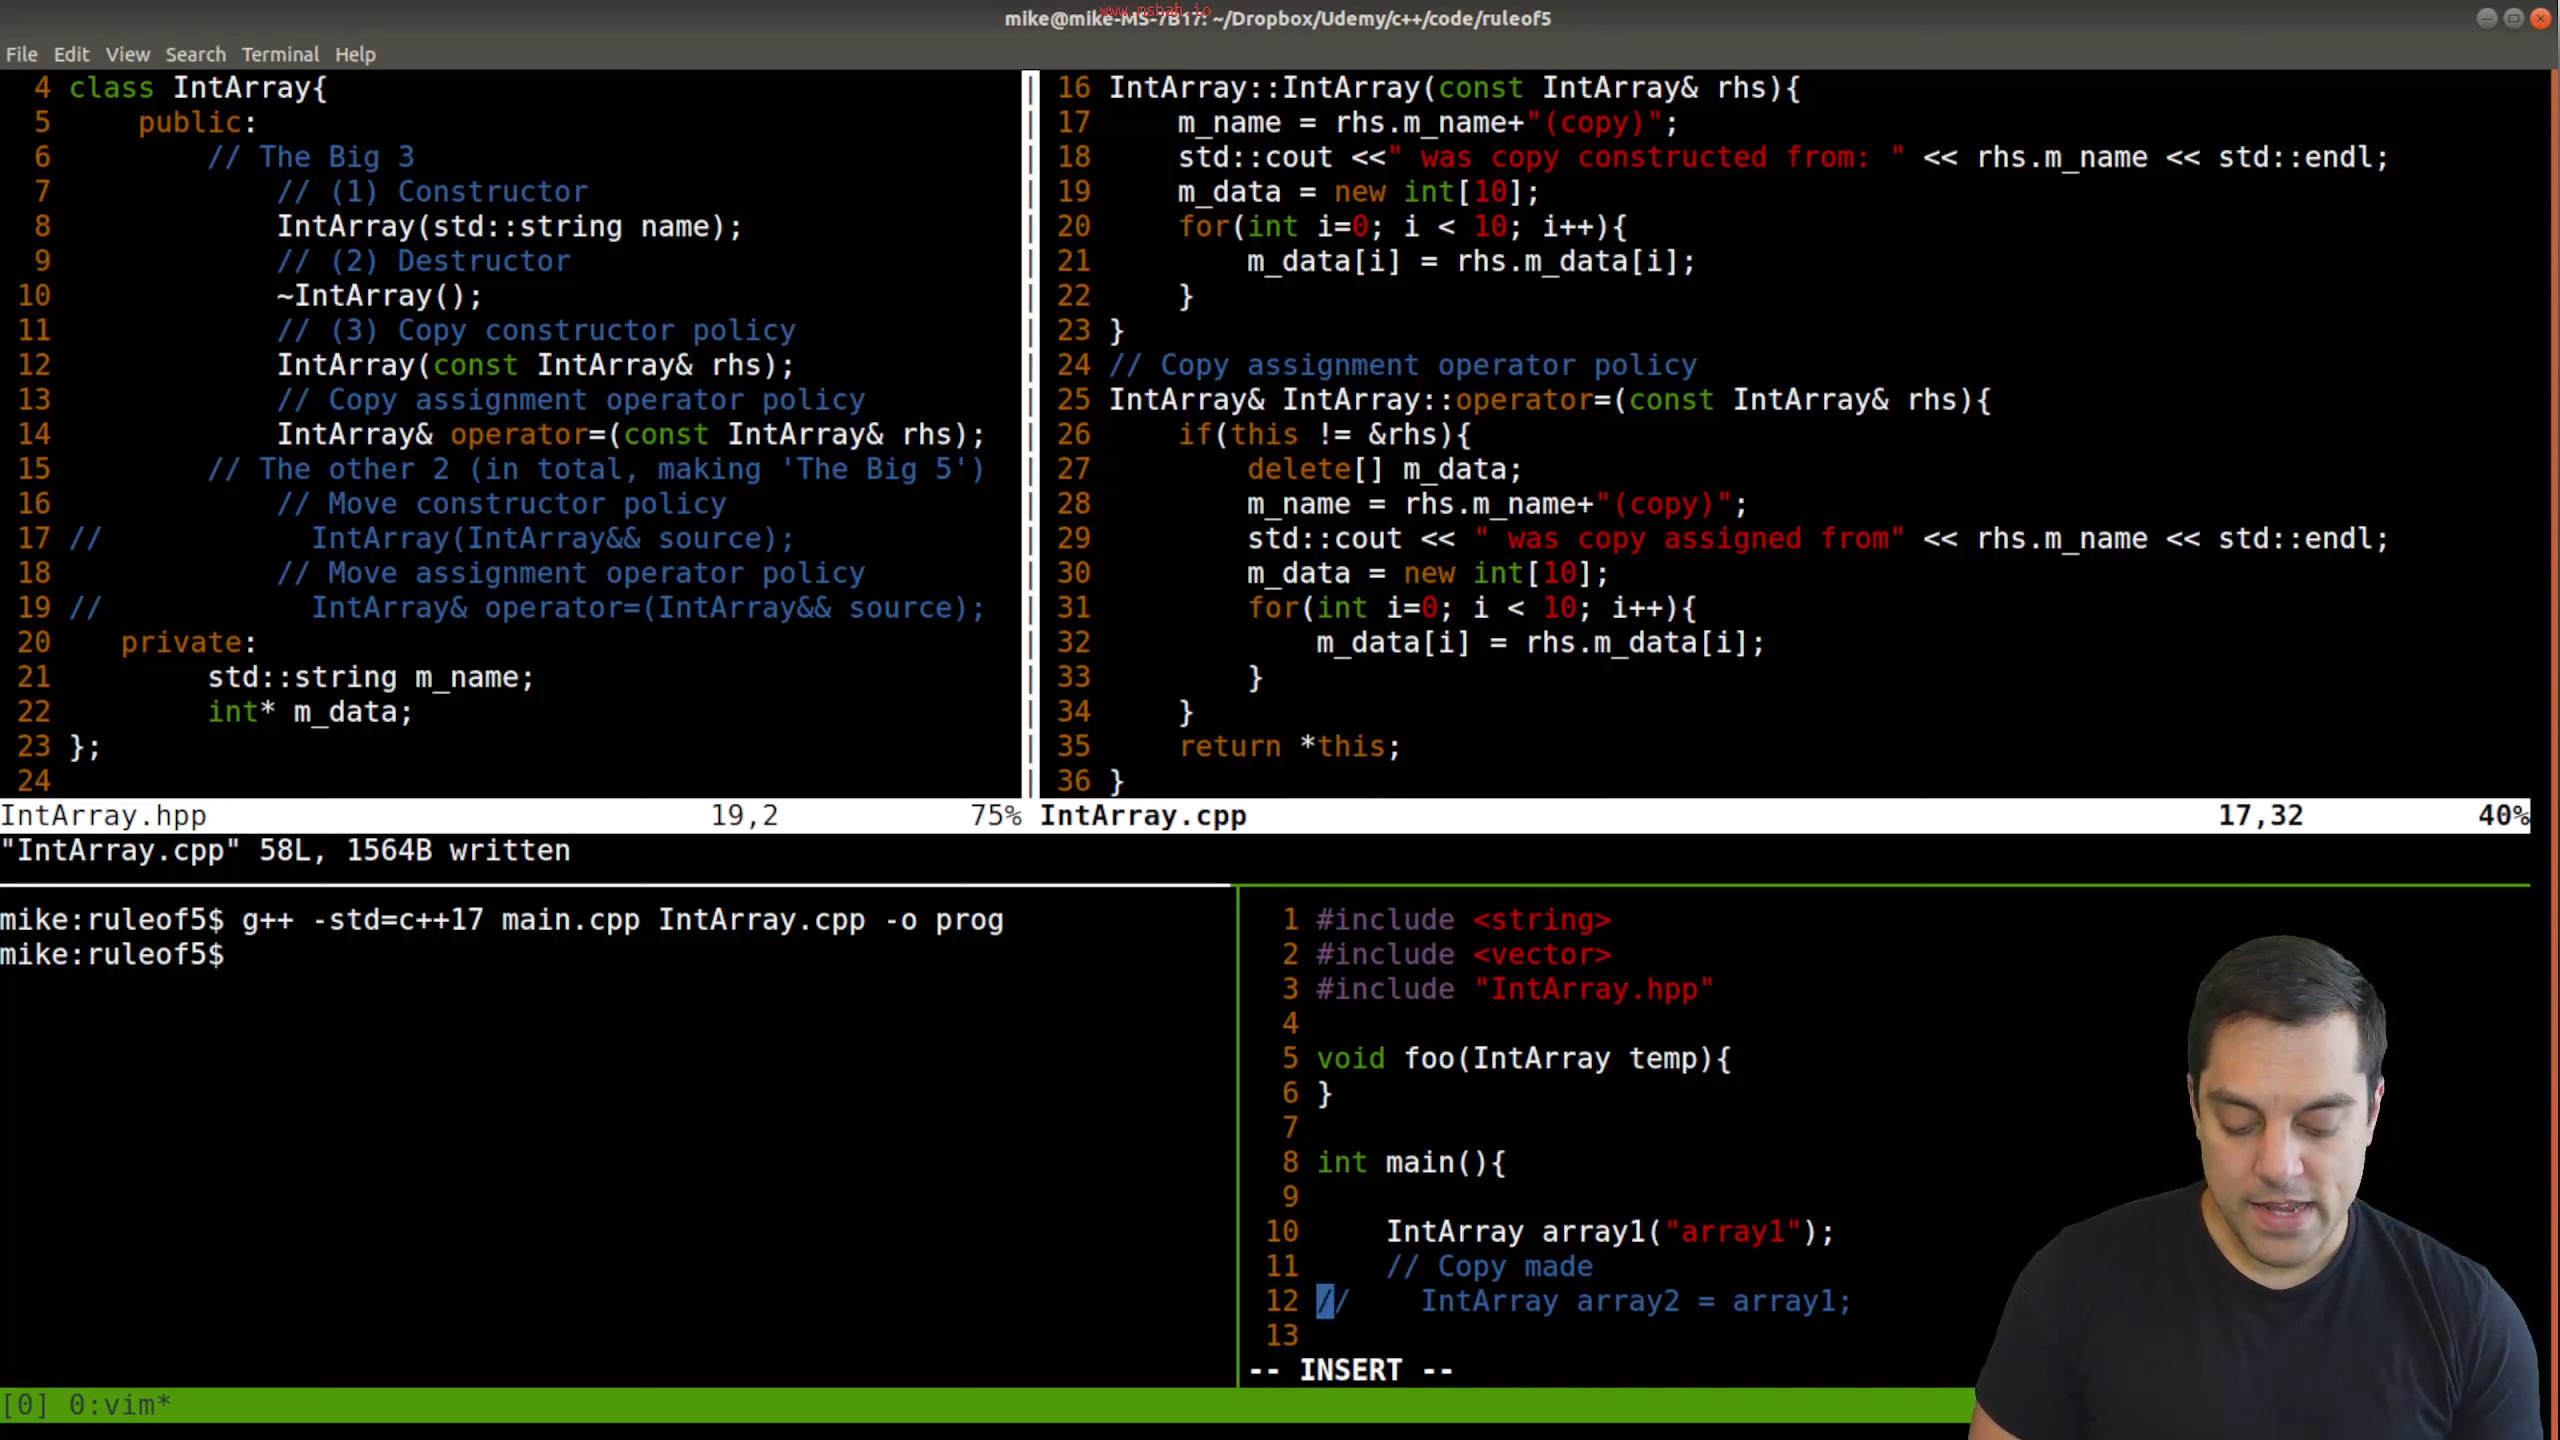 www.mshah.io
mike@mike-MS-7B17: ~/Dropbox/Udemy/c++/code/ruleof5
File Edit View Search Terminal Help
4 class IntArray{
5     public:
6         // The Big 3
7             // (1) Constructor
8             IntArray(std::string name);
9             // (2) Destructor
10             ~IntArray();
11             // (3) Copy constructor policy
12             IntArray(const IntArray& rhs);
13             // Copy assignment operator policy
14             IntArray& operator=(const IntArray& rhs);
15         // The other 2 (in total, making 'The Big 5')
16             // Move constructor policy
17 //            IntArray(IntArray&& source);
18             // Move assignment operator policy
19 //            IntArray& operator=(IntArray&& source);
20    private:
21         std::string m_name;
22         int* m_data;
23 };
24
IntArray.hpp 19,2 75%
16 IntArray::IntArray(const IntArray& rhs){
17     m_name = rhs.m_name+"(copy)";
18     std::cout <<" was copy constructed from: " << rhs.m_name << std::endl;
19     m_data = new int[10];
20     for(int i=0; i < 10; i++){
21         m_data[i] = rhs.m_data[i];
22     }
23 }
24 // Copy assignment operator policy
25 IntArray& IntArray::operator=(const IntArray& rhs){
26     if(this != &rhs){
27         delete[] m_data;
28         m_name = rhs.m_name+"(copy)";
29         std::cout << " was copy assigned from" << rhs.m_name << std::endl;
30         m_data = new int[10];
31         for(int i=0; i < 10; i++){
32             m_data[i] = rhs.m_data[i];
33         }
34     }
35     return *this;
36 }
IntArray.cpp 17,32 40%
"IntArray.cpp" 58L, 1564B written
mike:ruleof5$ g++ -std=c++17 main.cpp IntArray.cpp -o prog
mike:ruleof5$
1 #include <string>
2 #include <vector>
3 #include "IntArray.hpp"
4
5 void foo(IntArray temp){
6 }
7
8 int main(){
9
10     IntArray array1("array1");
11     // Copy made
12 //    IntArray array2 = array1;
13
-- INSERT --
[0] 0:vim*